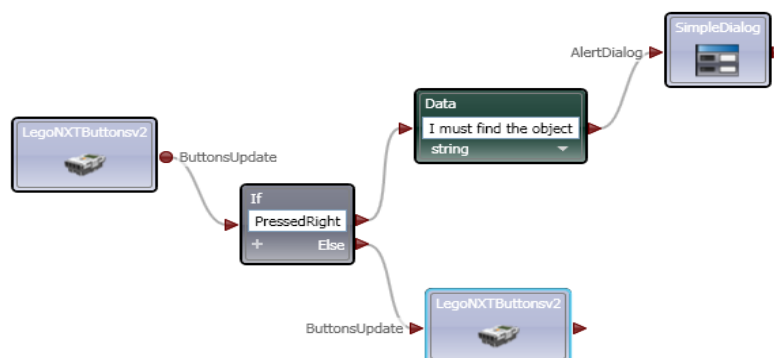 SimpleDialog
AlertDialog
Data
I must find the object
string
LegoNXTButtonsv2
ButtonsUpdate
If
PressedRight
Else
LegoNXTButtonsv2
ButtonsUpdate